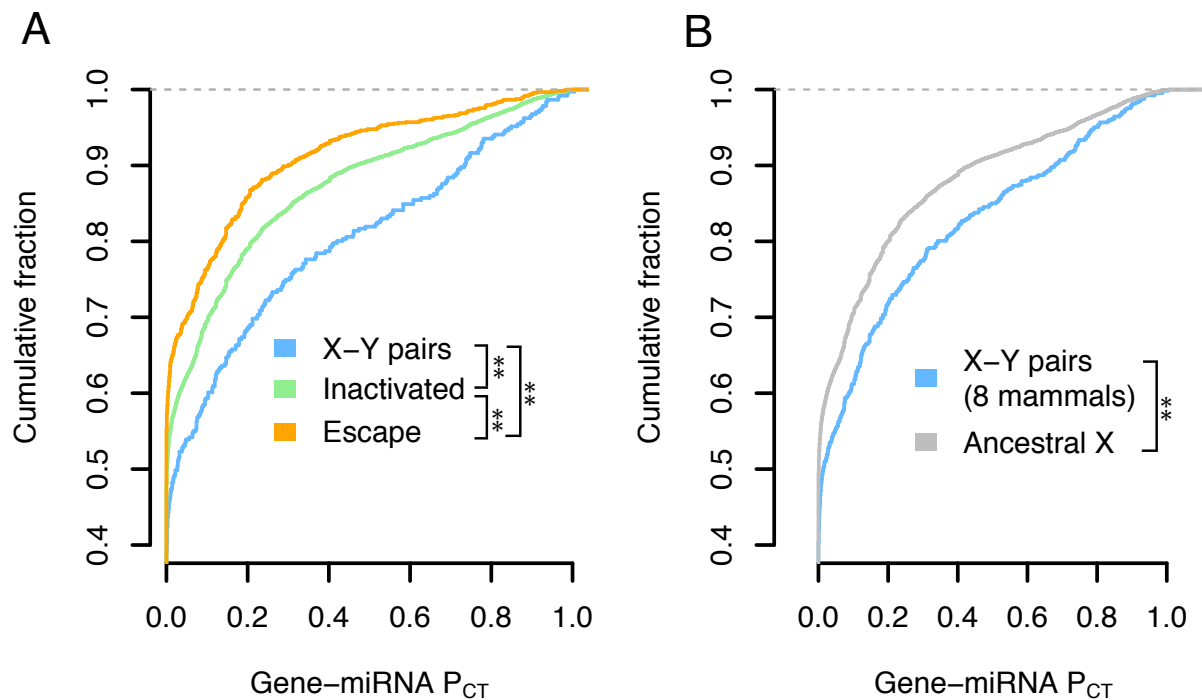 A
Cumulative fraction
1.0
0.9
0.8
0.7
0.6
0.5
0.4
X−Y pairs
Inactivated
Escape
**
**
**
0.0 0.2 0.4 0.6 0.8 1.0
Gene−miRNA PCT
B
Cumulative fraction
1.0
0.9
0.8
0.7
0.6
0.5
0.4
X−Y pairs
(8 mammals)
Ancestral X
**
0.0 0.2 0.4 0.6 0.8 1.0
Gene−miRNA PCT